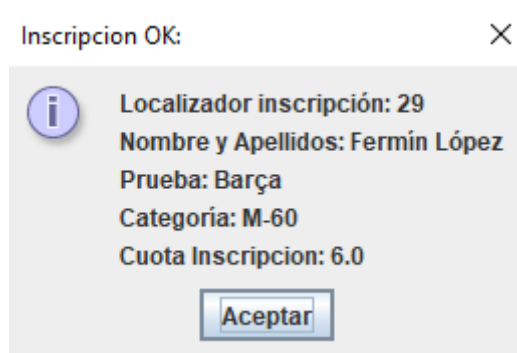 Inscripcion OK:
Localizador inscripción: 29
Nombre y Apellidos: Fermín López
Prueba: Barça
Categoría: M-60
Cuota Inscripcion: 6.0
Aceptar